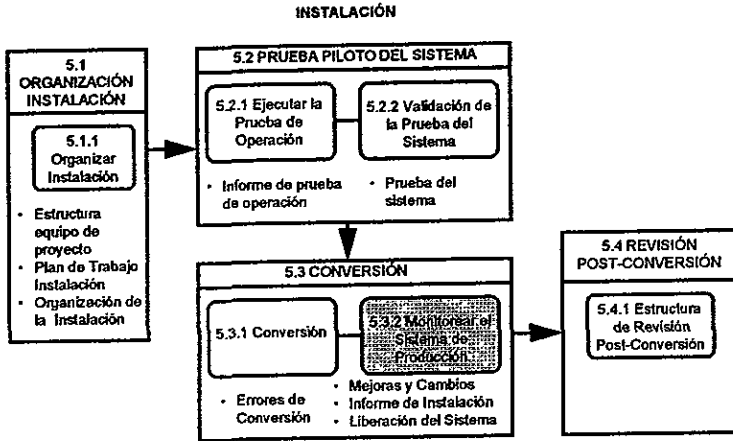 INSTALACIÓN
5.1
ORGANIZACIÓN
INSTALACIÓN
5.1.1
Organizar
Instalación
• Estructura
equipo de
proyecto
• Plan de Trabajo
Instalación
• Organización de
la Instalación
5.2 PRUEBA PILOTO DEL SISTEMA
5.2.1 Ejecutar la
Prueba de
Operación
5.2.2 Validación de
la Prueba del
Sistema
• Informe de prueba
de operación
• Prueba del
sistema
5.3 CONVERSIÓN
5.3.1 Conversión
5.3.2 Monitorear el
Sistema de
Producción
• Errores de
Conversión
• Mejoras y Cambios
• Informe de Instalación
• Liberación del Sistema
5.4 REVISIÓN
POST-CONVERSIÓN
5.4.1 Estructura
de Revisión
Post-Conversión